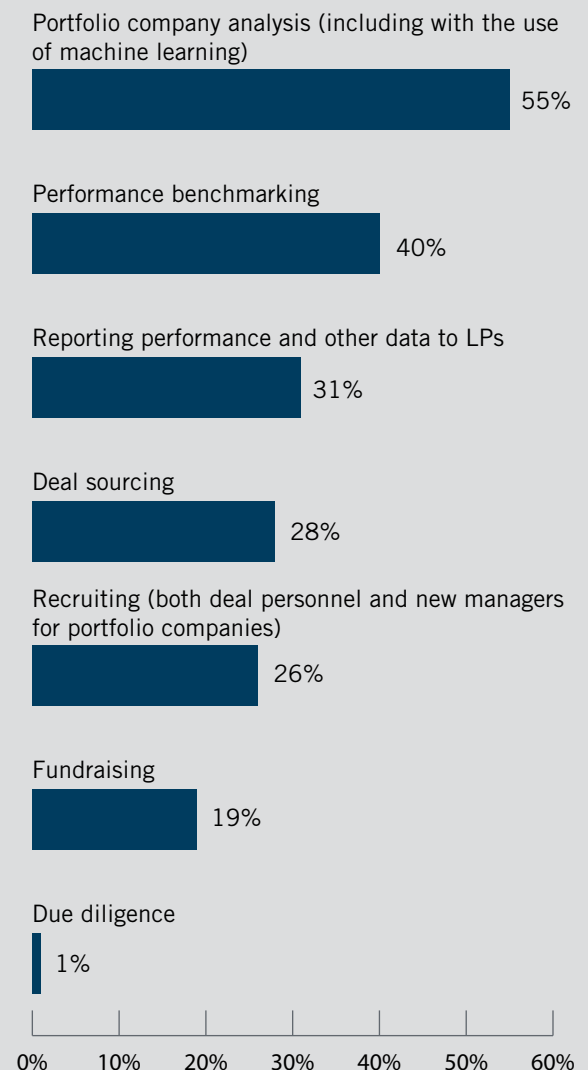 Portfolio company analysis (including with the use
of machine learning)
55%
Performance benchmarking
40%
Reporting performance and other data to LPs
31%
Deal sourcing
28%
Recruiting (both deal personnel and new managers
for portfolio companies)
26%
Fundraising
19%
Due diligence
1%
0% 10% 20% 30% 40% 50% 60%